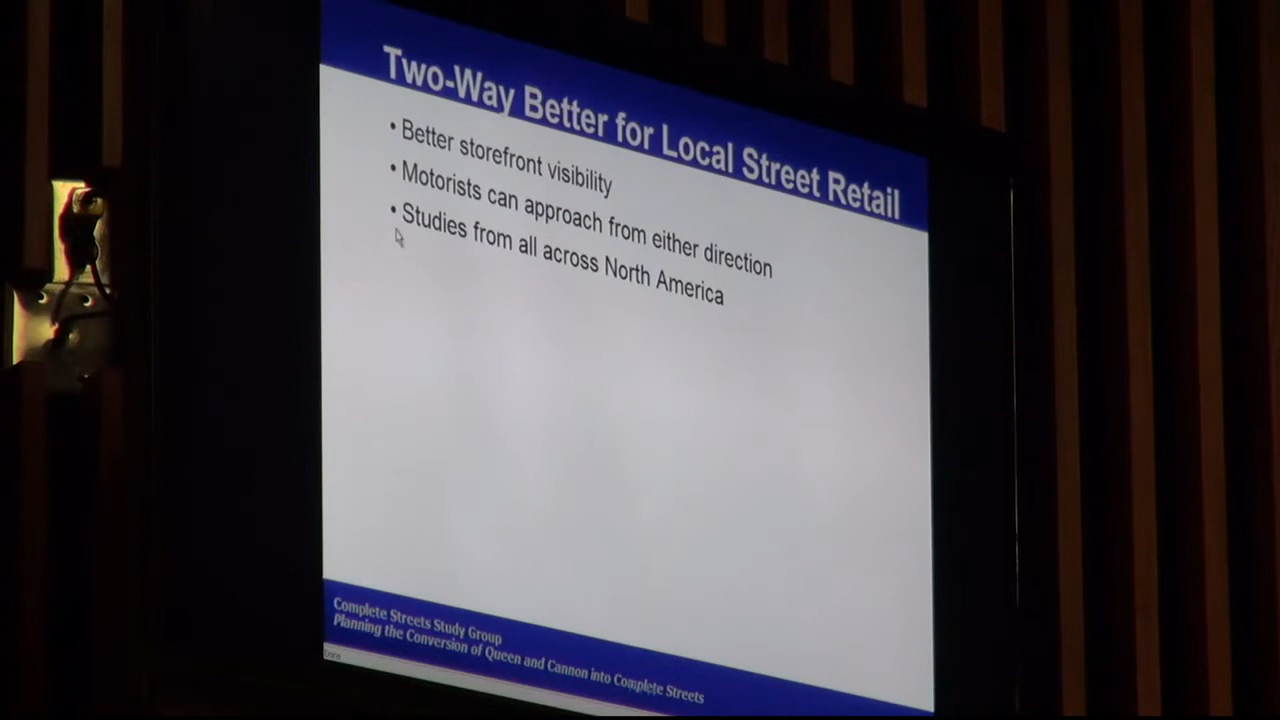 Two-Way Better for Local Street Retail
• Better storefront visibility
• Motorists can approach from either direction
• Studies from all across North America
Complete Streets Study Group
Planning the Conversion of Queen and Cannon into Complete Streets
Done